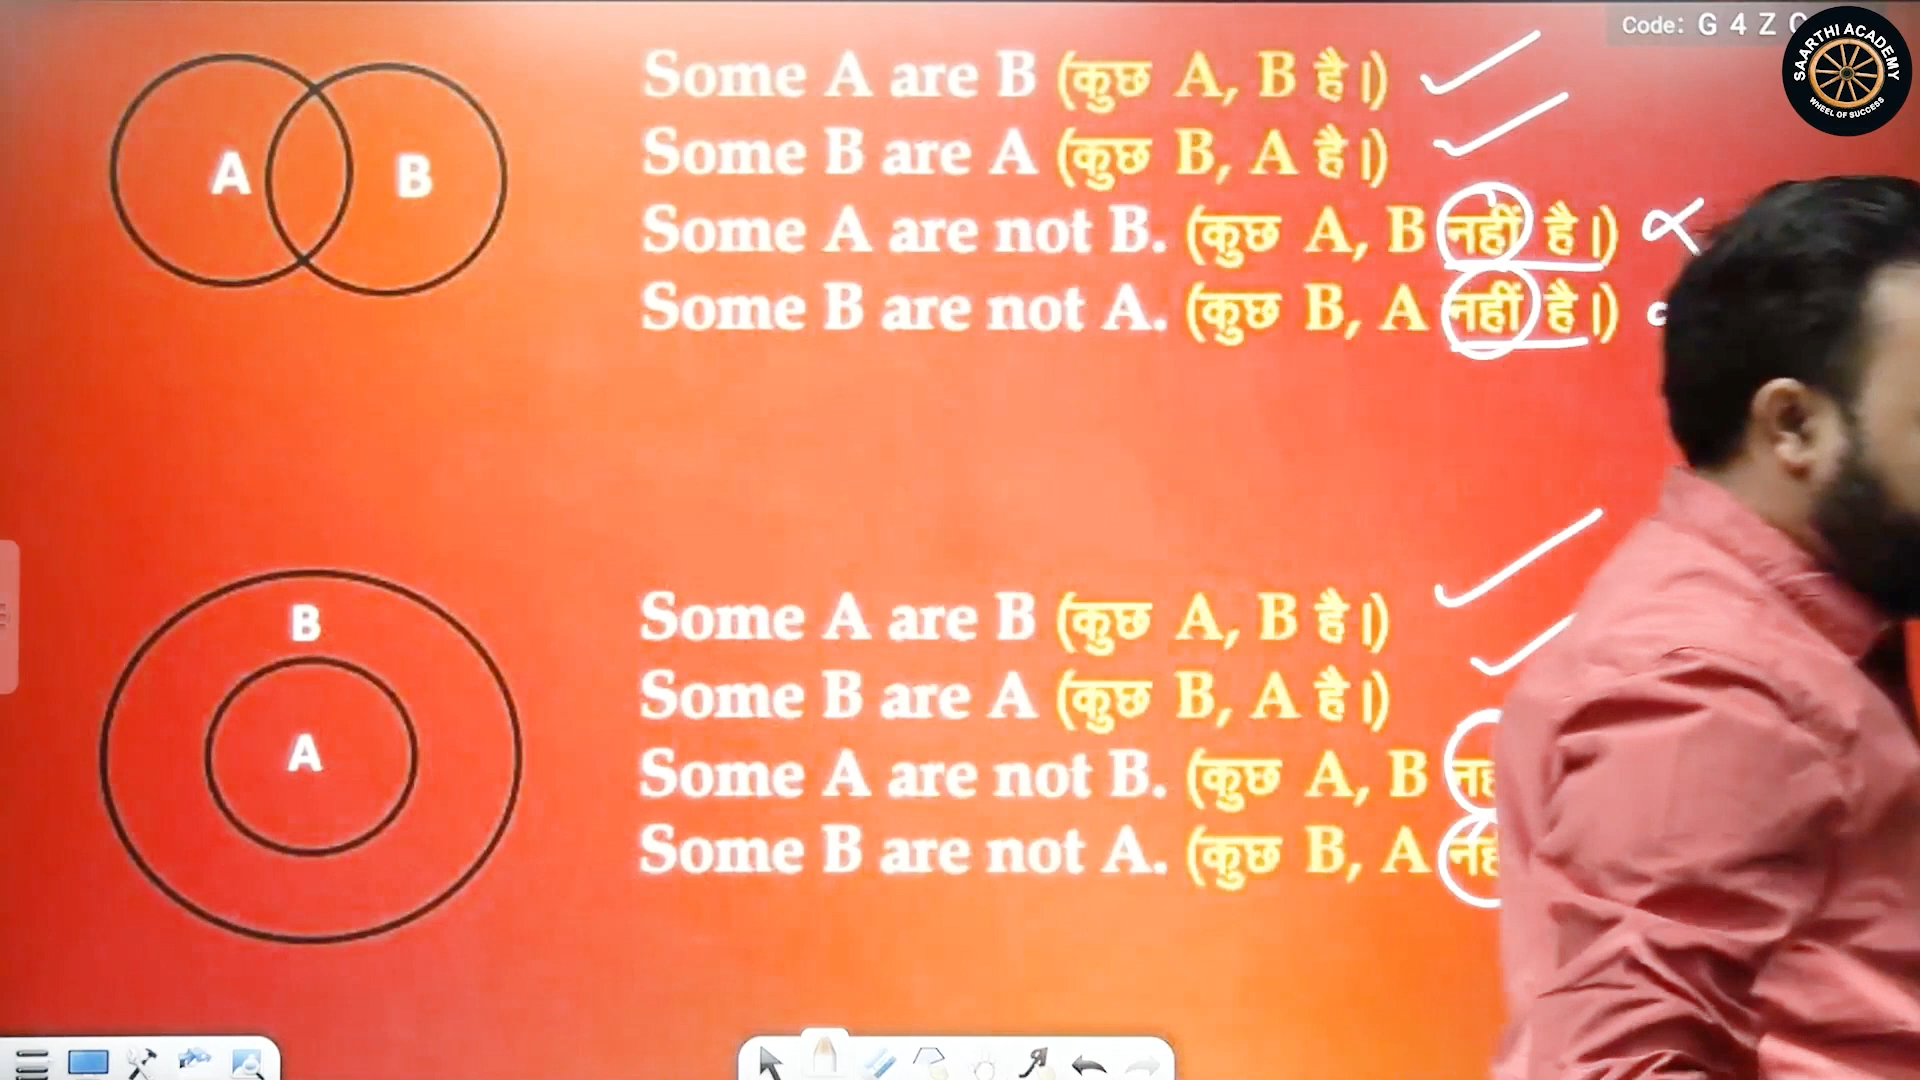 Code: G 4 Z
SAARTHI ACADEMY
WHEEL OF SUCCESS
A
B
Some A are B (कुछ A, B है।)
Some B are A (कुछ B, A है।)
Some A are not B. (कुछ A, B नहीं है।)
Some B are not A. (कुछ B, A नहीं है।)
B
A
Some A are B (कुछ A, B है।)
Some B are A (कुछ B, A है।)
Some A are not B. (कुछ A, B
Some B are not A. (कुछ B, A